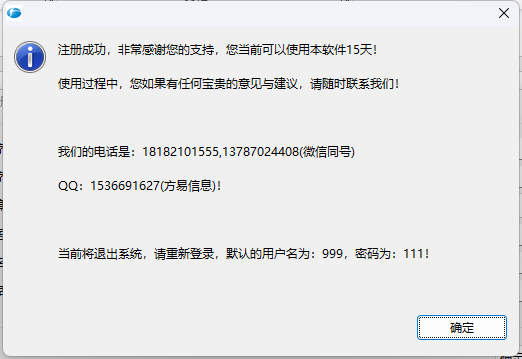 注册成功，非常感谢您的支持，您当前可以使用本软件15天！
使用过程中，您如果有任何宝贵的意见与建议，请随时联系我们！
我们的电话是：18182101555,13787024408(微信同号)
QQ：1536691627(方易信息)！
当前将退出系统，请重新登录，默认的用户名为：999，密码为：111！
确定